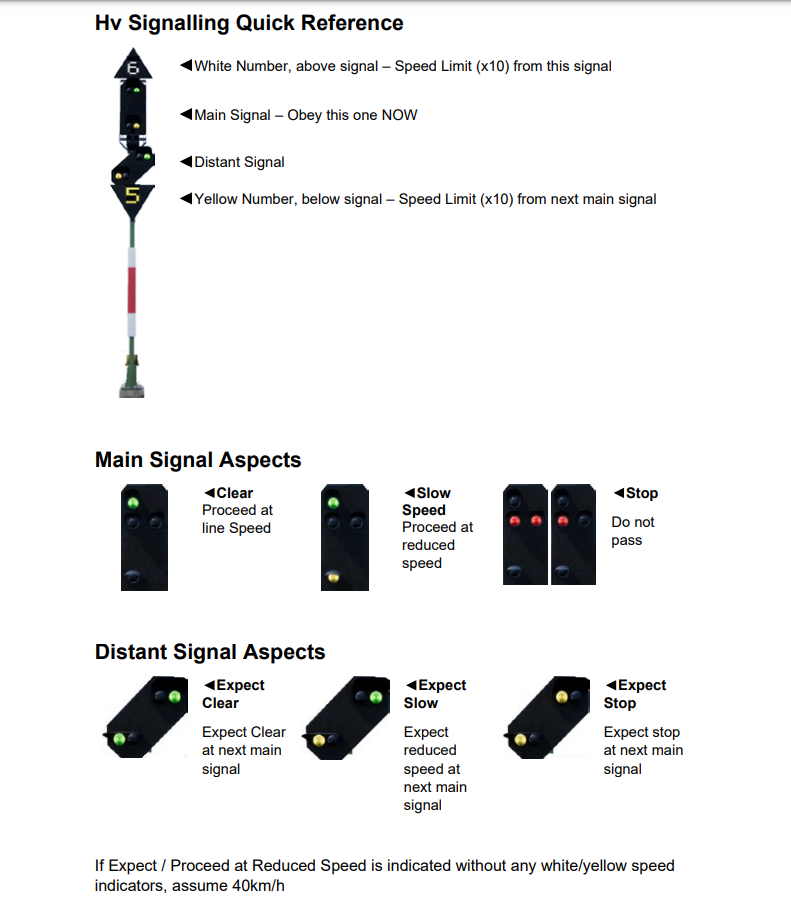 Hv Signalling Quick Reference
6
◄White Number, above signal – Speed Limit (x10) from this signal
◄Main Signal – Obey this one NOW
◄Distant Signal
5
◄Yellow Number, below signal – Speed Limit (x10) from next main signal
Main Signal Aspects
◄Clear
Proceed at
line Speed
◄Slow
Speed
Proceed at
reduced
speed
◄Stop
Do not
pass
Distant Signal Aspects
◄Expect
Clear
Expect Clear
at next main
signal
◄Expect
Slow
Expect
reduced
speed at
next main
signal
◄Expect
Stop
Expect stop
at next main
signal
If Expect / Proceed at Reduced Speed is indicated without any white/yellow speed
indicators, assume 40km/h